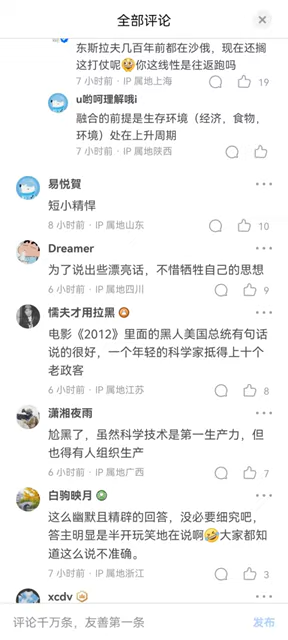 全部评论
东斯拉夫几百年前都在沙俄，现在还搁
这打仗呢😜你这线性是往返跑吗
7 小时前 · IP 属地上海
19
u哟呵理解哦i
融合的前提是生存环境（经济，食物，
环境）处在上升周期
7 小时前 · IP 属地陕西
易悦賀
短小精悍
8 小时前 · IP 属地山东
10
Dreamer
为了说出些漂亮话，不惜牺牲自己的思想
6 小时前 · IP 属地四川
9
懦夫才用拉黑
电影《2012》里面的黑人美国总统有句话
说的很好，一个年轻的科学家抵得上十个
老政客
6 小时前 · IP 属地江苏
8
潇湘夜雨
尬黑了，虽然科学技术是第一生产力，但
也得有人组织生产
6 小时前 · IP 属地广西
7
白驹映月
这么幽默且精辟的回答，没必要细究吧，
答主明显是半开玩笑地在说啊🤣大家都知
道这么说不准确。
7 小时前 · IP 属地浙江
3
xcdv
评论千万条，友善第一条
发布